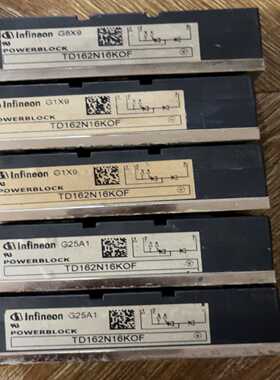 Infineon G6X9
POWERBLOCK
TD162N16KOF
Infineon G1X9
POWERBLOCK
TD162N16KOF
Infineon G1X9
POWERBLOCK
TD162N16KOF
Infineon G25A1
POWERBLOCK
TD162N16KOF
Infineon G25A1
POWERBLOCK
TD162N16KOF